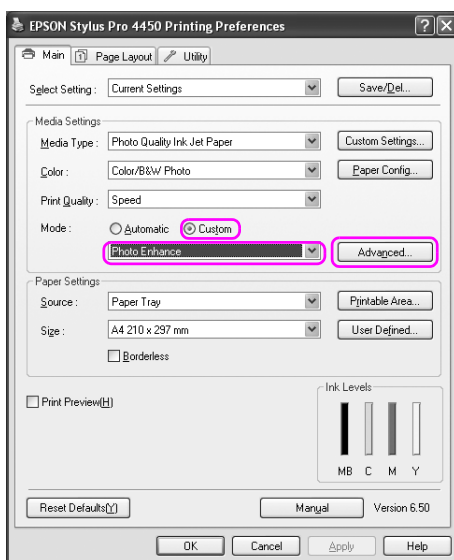 EPSON Stylus Pro 4450 Printing Preferences
Main Page Layout Utility
Select Setting : Current Settings Save/Del...
Media Settings
Media Type : Photo Quality Ink Jet Paper Custom Settings...
Color : Color/B&W Photo Paper Config...
Print Quality : Speed
Mode : Automatic Custom
Photo Enhance Advanced...
Paper Settings
Source : Paper Tray Printable Area...
Size : A4 210 x 297 mm User Defined...
Borderless
Print Preview(H)
Ink Levels
MB C M Y
Reset Defaults(Y) Manual Version 6.50
OK Cancel Apply Help